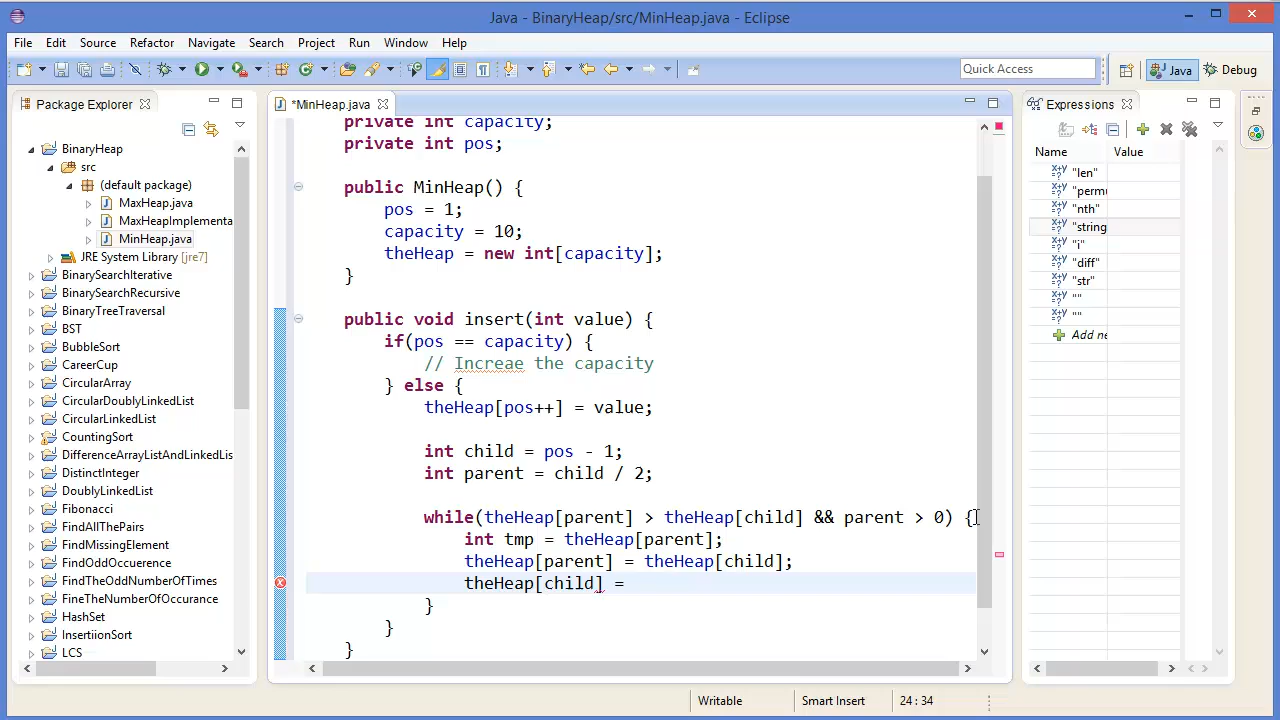 Java - BinaryHeap/src/MinHeap.java - Eclipse
File Edit Source Refactor Navigate Search Project Run Window Help
Quick Access
Java
Debug
Package Explorer
BinaryHeap
src
(default package)
MaxHeap.java
MaxHeapImplementa
MinHeap.java
JRE System Library [jre7]
BinarySearchIterative
BinarySearchRecursive
BinaryTreeTraversal
BST
BubbleSort
CareerCup
CircularArray
CircularDoublyLinkedList
CircularLinkedList
CountingSort
DifferenceArrayListAndLinkedLis
DistinctInteger
DoublyLinkedList
Fibonacci
FindAllThePairs
FindMissingElement
FindOddOccuerence
FindTheOddNumberOfTimes
FineTheNumberOfOccurance
HashSet
InsertiionSort
LCS
*MinHeap.java
private int capacity;
private int pos;
public MinHeap() {
pos = 1;
capacity = 10;
theHeap = new int[capacity];
}
public void insert(int value) {
if(pos == capacity) {
// Increae the capacity
} else {
theHeap[pos++] = value;
int child = pos - 1;
int parent = child / 2;
while(theHeap[parent] > theHeap[child] && parent > 0) {
int tmp = theHeap[parent];
theHeap[parent] = theHeap[child];
theHeap[child] =
}
}
}
Expressions
Name Value
"len"
"permu
"nth"
"string
"i"
"diff"
"str"
""
""
Add ne
Writable
Smart Insert
24 : 34